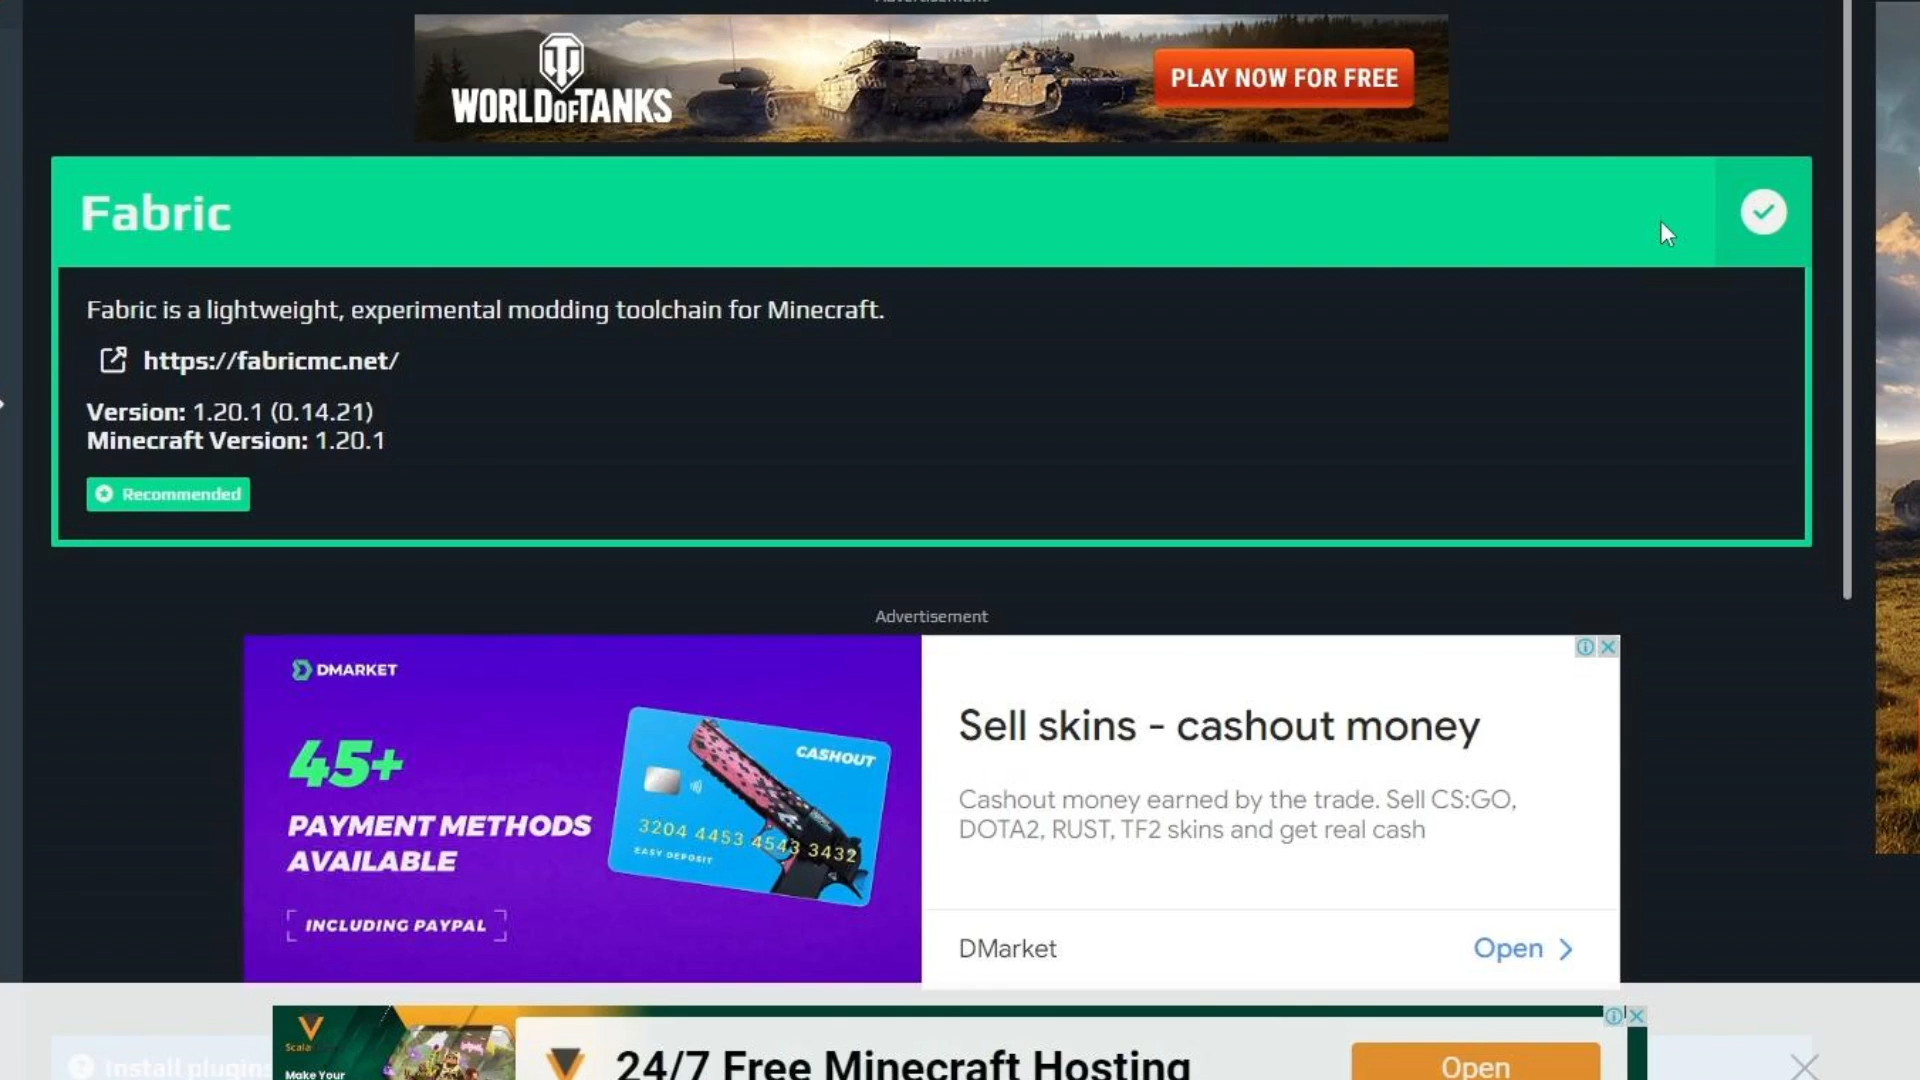 Advertisement
WORLD OF TANKS
PLAY NOW FOR FREE
Fabric
Fabric is a lightweight, experimental modding toolchain for Minecraft.
https://fabricmc.net/
Version: 1.20.1 (0.14.21)
Minecraft Version: 1.20.1
Recommended
Advertisement
DMARKET
45+
PAYMENT METHODS
AVAILABLE
INCLUDING PAYPAL
CASHOUT
3204 4453 4543 3432
EASY DEPOSIT
Sell skins - cashout money
Cashout money earned by the trade. Sell CS:GO,
DOTA2, RUST, TF2 skins and get real cash
DMarket
Open
Install plugins
Scala
Make Your
24/7 Free Minecraft Hosting
Open